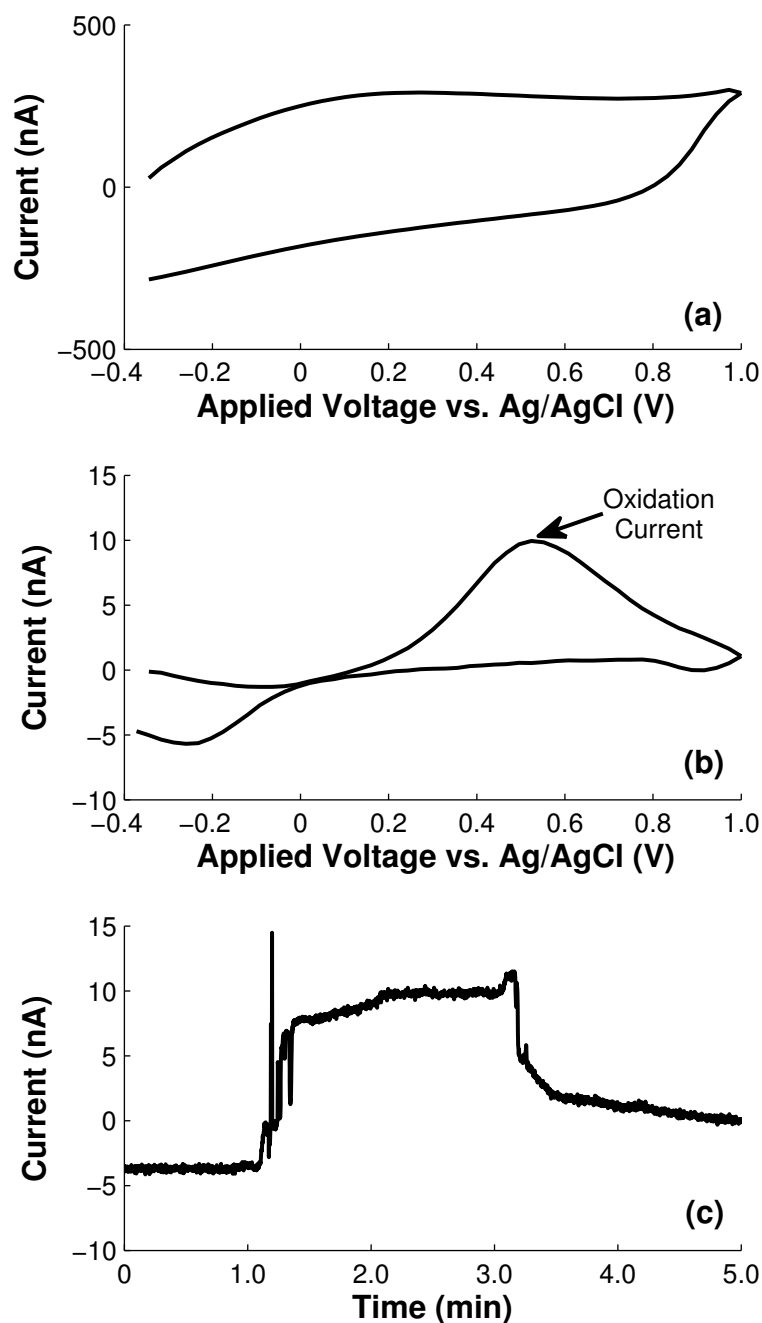 500
0
−500
Current (nA)
−0.4 −0.2 0 0.2 0.4 0.6 0.8 1.0
Applied Voltage vs. Ag/AgCl (V)
(a)
15
10
5
0
−5
−10
Current (nA)
Oxidation
Current
−0.4 −0.2 0 0.2 0.4 0.6 0.8 1.0
Applied Voltage vs. Ag/AgCl (V)
(b)
15
10
5
0
−5
−10
Current (nA)
0 1.0 2.0 3.0 4.0 5.0
Time (min)
(c)